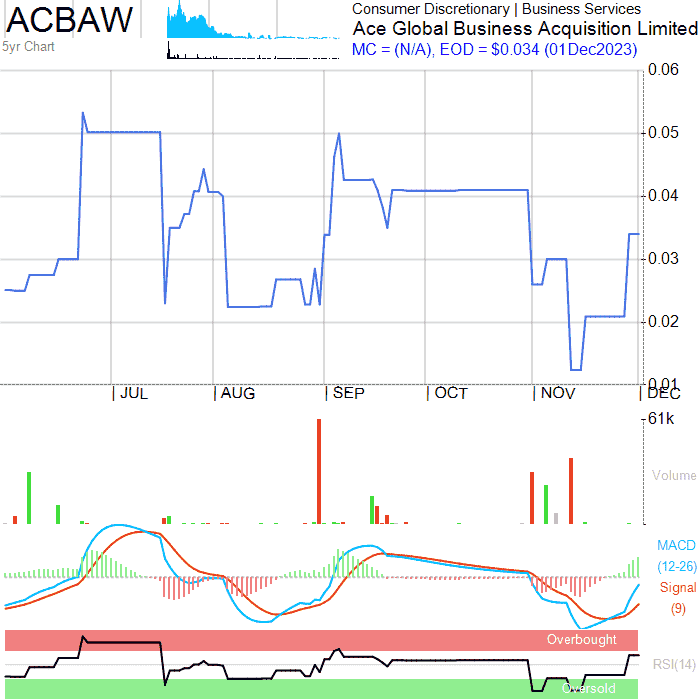 ACBAW
5yr Chart
Consumer Discretionary | Business Services
Ace Global Business Acquisition Limited
MC = (N/A), EOD = $0.034 (01Dec2023)
0.06
0.05
0.04
0.03
0.02
0.01
| JUL | AUG | SEP | OCT | NOV | DEC
61k
Volume
MACD
(12-26)
Signal
(9)
Overbought
RSI(14)
Oversold